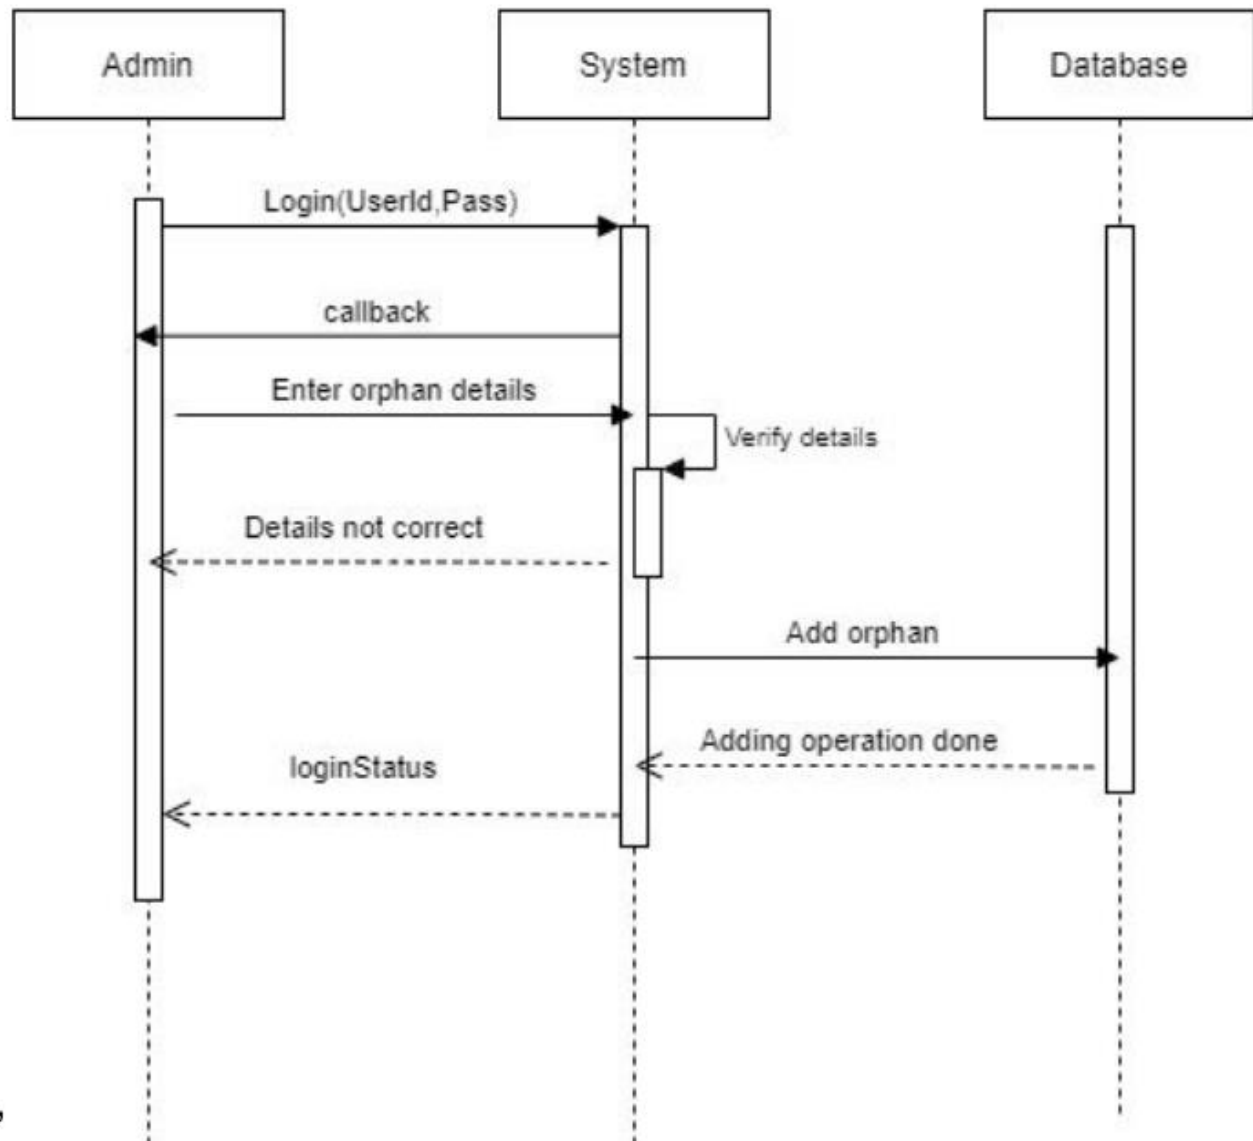 Admin
System
Database
Login(UserId,Pass)
callback
Enter orphan details
Verify details
Details not correct
Add orphan
Adding operation done
loginStatus
,